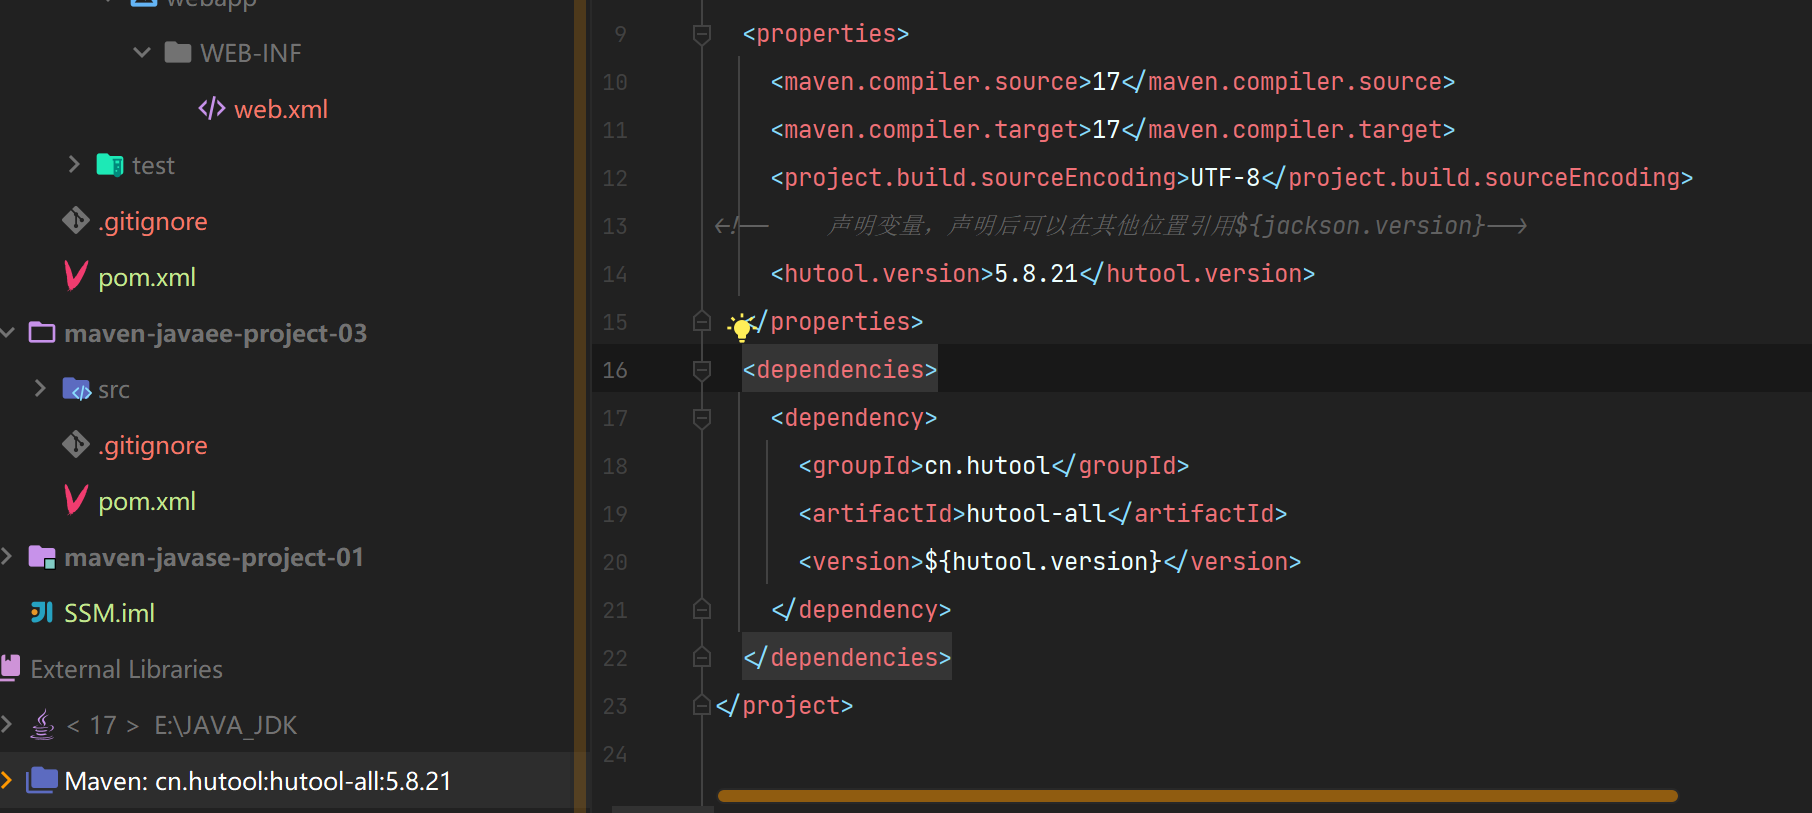 webapp
WEB-INF
web.xml
test
.gitignore
pom.xml
maven-javaee-project-03
src
.gitignore
pom.xml
maven-javase-project-01
SSM.iml
External Libraries
< 17 > E:\JAVA_JDK
Maven: cn.hutool:hutool-all:5.8.21
9 <properties>
10 <maven.compiler.source>17</maven.compiler.source>
11 <maven.compiler.target>17</maven.compiler.target>
12 <project.build.sourceEncoding>UTF-8</project.build.sourceEncoding>
13 <!-- 声明变量，声明后可以在其他位置引用${jackson.version}-->
14 <hutool.version>5.8.21</hutool.version>
15 </properties>
16 <dependencies>
17 <dependency>
18 <groupId>cn.hutool</groupId>
19 <artifactId>hutool-all</artifactId>
20 <version>${hutool.version}</version>
21 </dependency>
22 </dependencies>
23 </project>
24